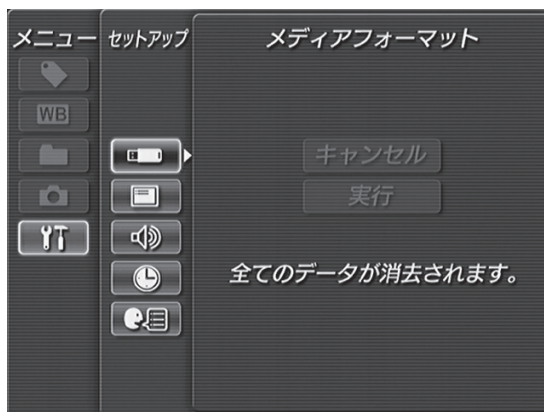 メニュー
セットアップ
メディアフォーマット
WB
キャンセル
実行
全てのデータが消去されます。